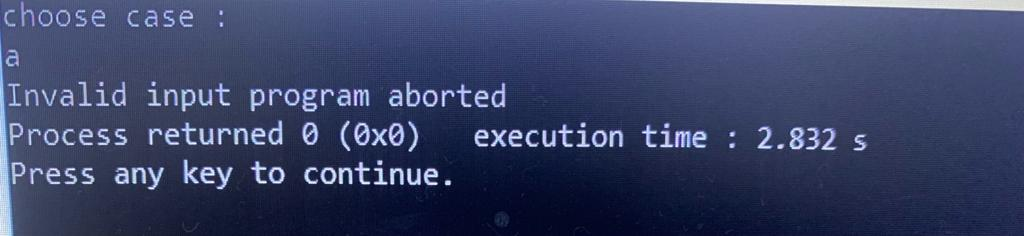 choose case :
a
Invalid input program aborted
Process returned 0 (0x0)   execution time : 2.832 s
Press any key to continue.